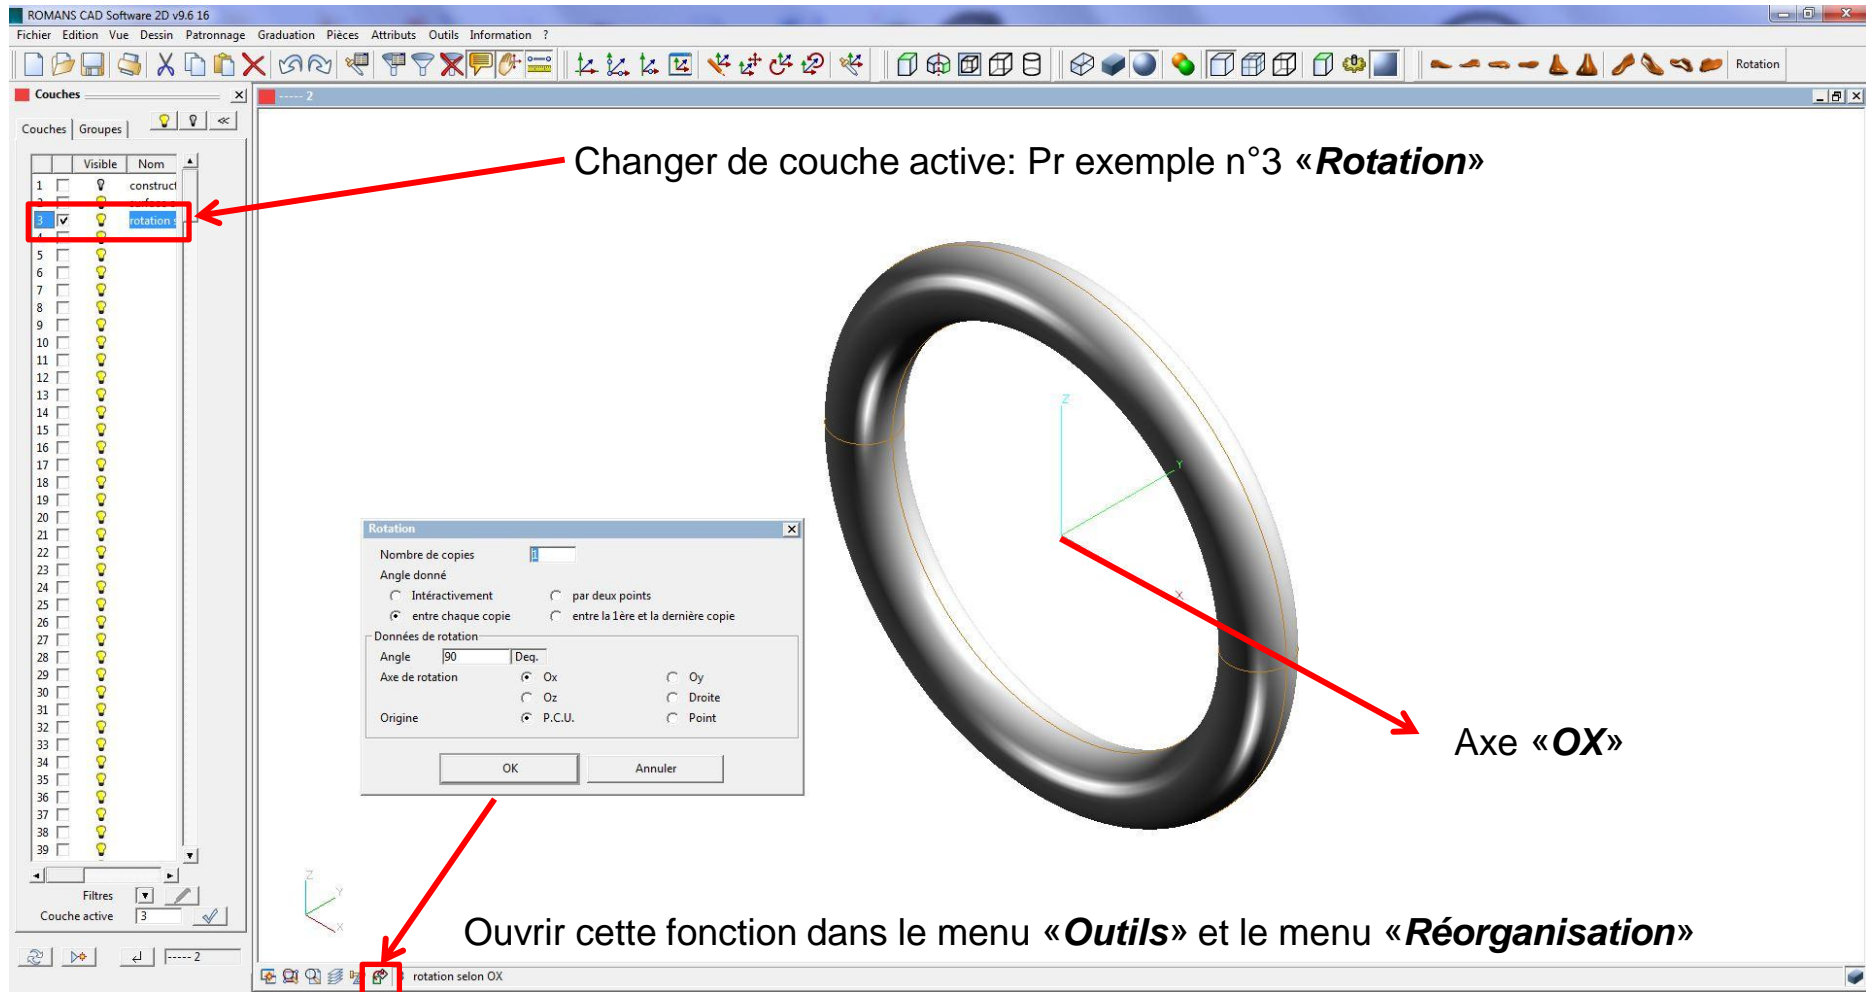 ROMANS CAD Software 2D v9.6 16
Fichier Edition Vue Dessin Patronnage Graduation Pièces Attributs Outils Information ?
Rotation
Couches
----- 2
Couches Groupes
Visible Nom
1 construct
2
3 rotation s
4
5
6
7
8
9
10
11
12
13
14
15
16
17
18
19
20
21
22
23
24
25
26
27
28
29
30
31
32
33
34
35
36
37
38
39
Filtres
Couche active 3
----- 2
Changer de couche active: Pr exemple n°3 «Rotation»
Z
Y
X
Rotation
Nombre de copies 1
Angle donné
Intéractivement par deux points
entre chaque copie entre la 1ère et la dernière copie
Données de rotation
Angle 90 Deg.
Axe de rotation Ox Oy
Oz Droite
Origine P.C.U. Point
OK Annuler
Axe «OX»
Z
Y
X
Ouvrir cette fonction dans le menu «Outils» et le menu «Réorganisation»
rotation selon OX